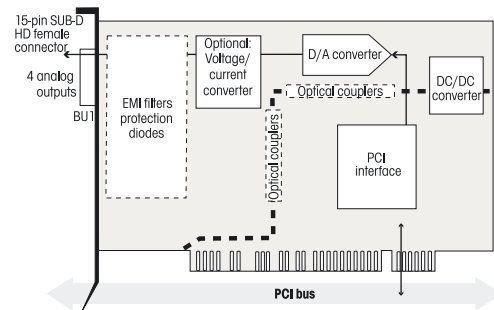 15-pin SUB-D
HD female
connector
4 analog
outputs
BU1
EMI filters
protection
diodes
Optional:
Voltage/
current
converter
D/A converter
Optical couplers
DC/DC
converter
Optical couplers
PCI
interface
PCI bus